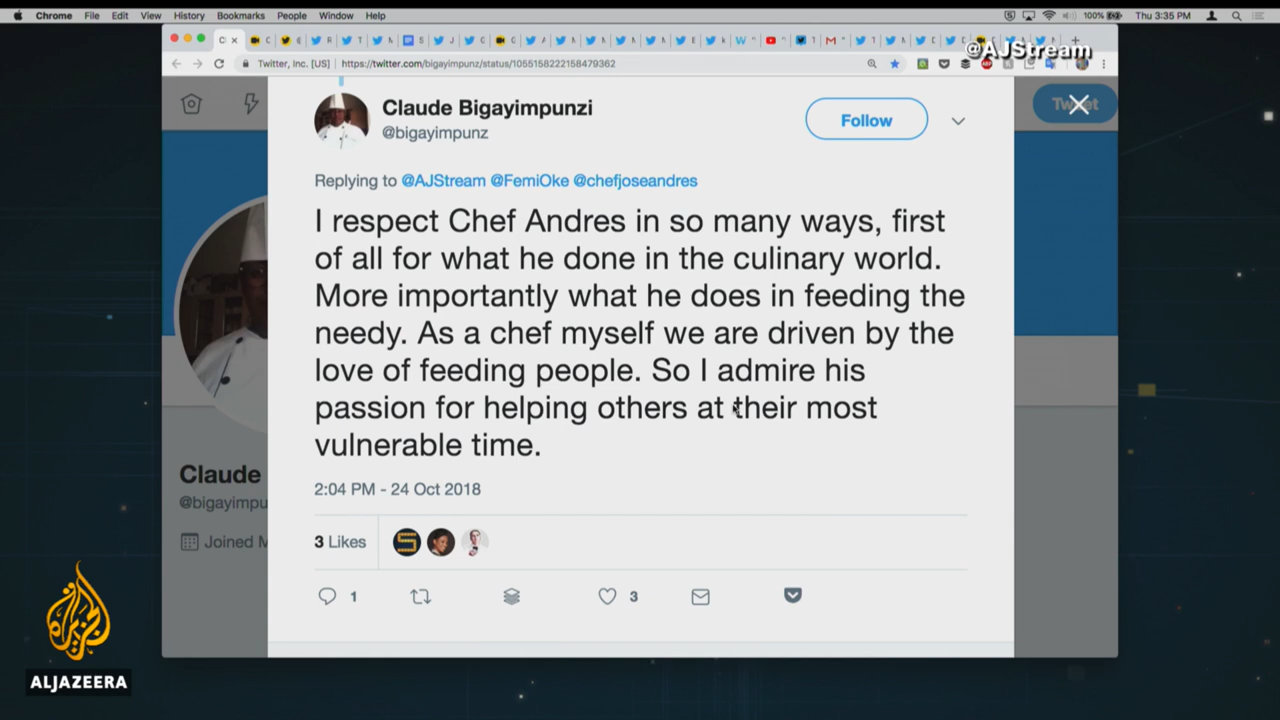 Chrome File Edit View History Bookmarks People Window Help
100% Thu 3:35 PM
@AJStream
Twitter, Inc. [US] https://twitter.com/bigayimpunz/status/1055158222158479362
Claude Bigayimpunzi
@bigayimpunz
Follow
Tweet
Replying to @AJStream @FemiOke @chefjoseandres
I respect Chef Andres in so many ways, first
of all for what he done in the culinary world.
More importantly what he does in feeding the
needy. As a chef myself we are driven by the
love of feeding people. So I admire his
passion for helping others at their most
vulnerable time.
2:04 PM - 24 Oct 2018
Claude
@bigayimpu
Joined M
3 Likes
1
3
الجزيرة
ALJAZEERA